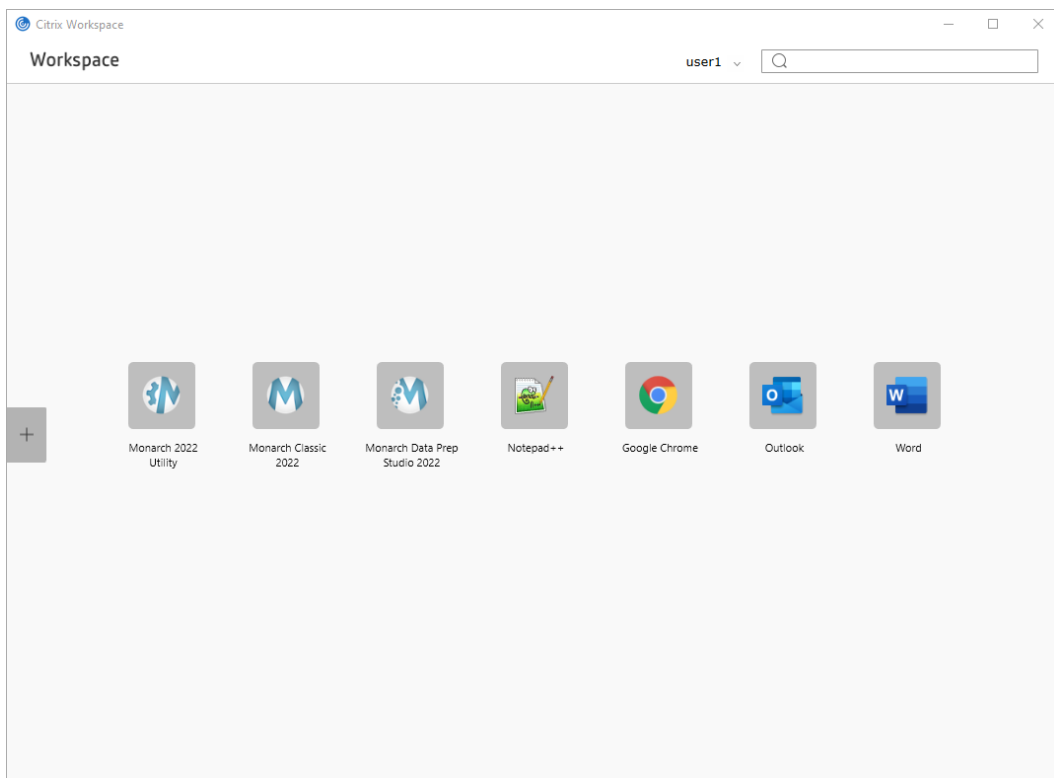 Citrix Workspace
Workspace
user1
Monarch 2022
Utility
Monarch Classic
2022
Monarch Data Prep
Studio 2022
Notepad++
Google Chrome
Outlook
Word